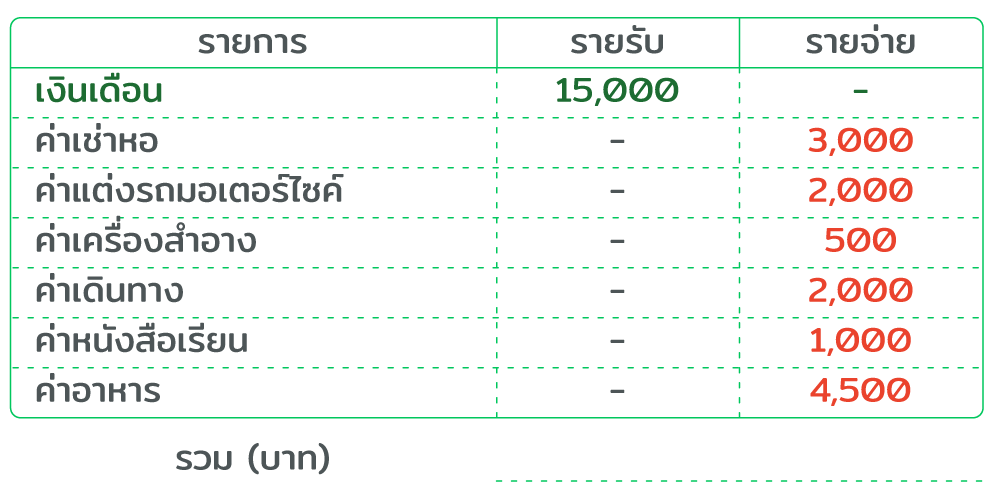 รายการ รายรับ รายจ่าย
เงินเดือน 15,000 -
ค่าเช่าหอ - 3,000
ค่าแต่งรถมอเตอร์ไซค์ - 2,000
ค่าเครื่องสำอาง - 500
ค่าเดินทาง - 2,000
ค่าหนังสือเรียน - 1,000
ค่าอาหาร - 4,500
รวม (บาท)